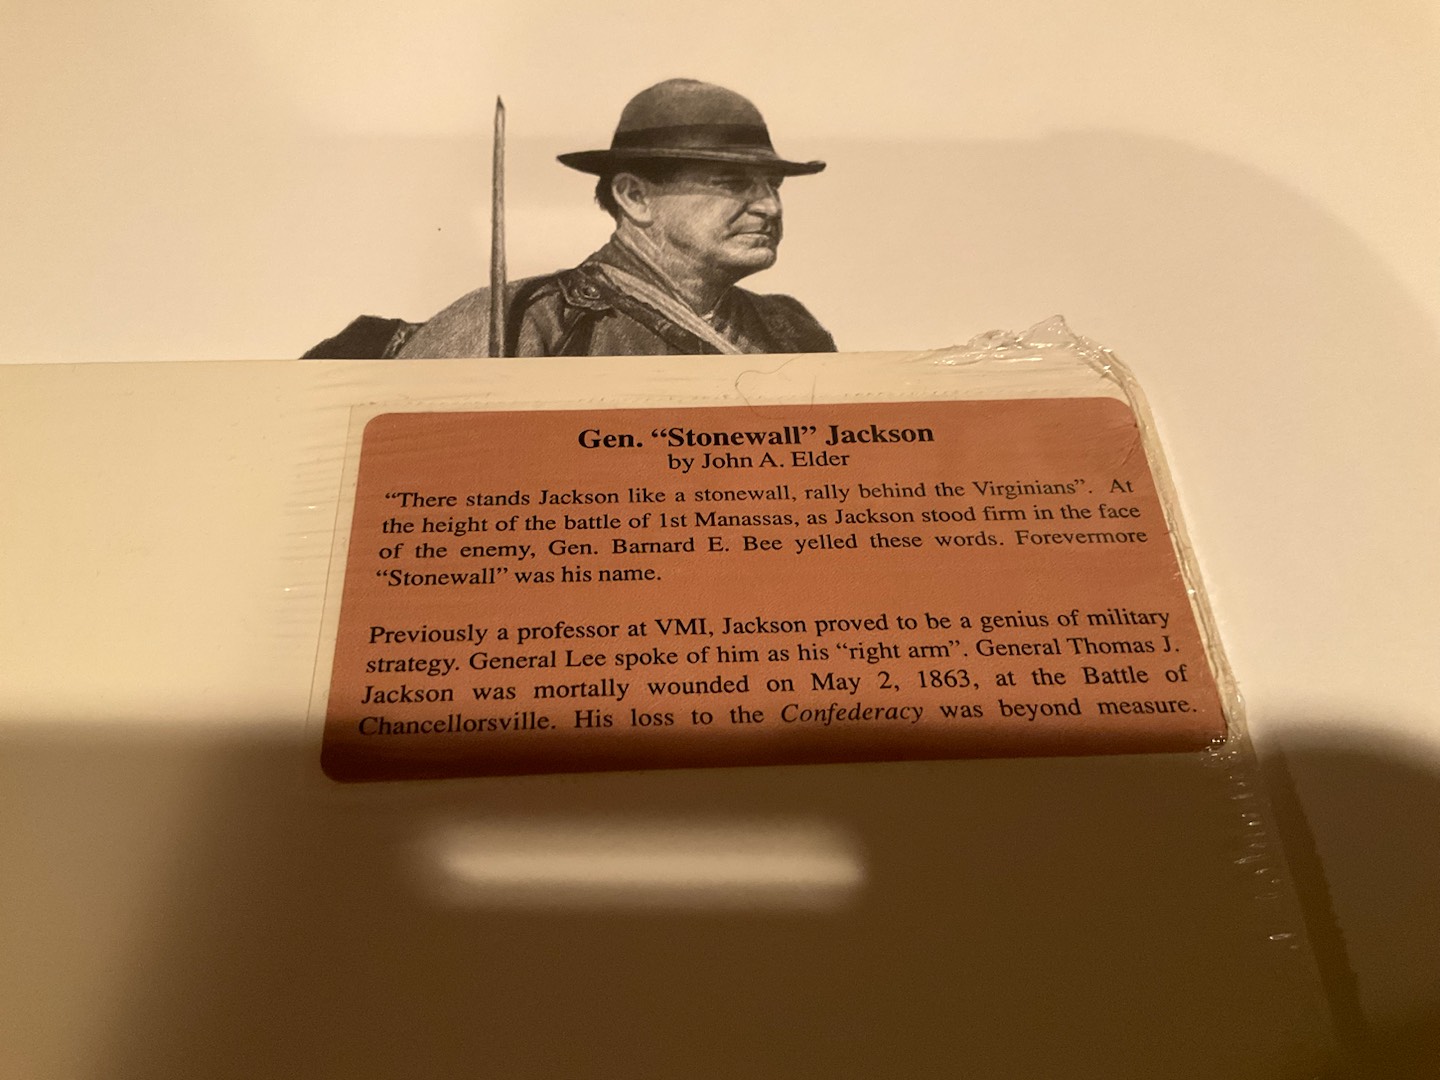 Gen. “Stonewall” Jackson
by John A. Elder
“There stands Jackson like a stonewall, rally behind the Virginians”. At
the height of the battle of 1st Manassas, as Jackson stood firm in the face
of the enemy, Gen. Barnard E. Bee yelled these words. Forevermore
“Stonewall” was his name.
Previously a professor at VMI, Jackson proved to be a genius of military
strategy. General Lee spoke of him as his “right arm”. General Thomas J.
Jackson was mortally wounded on May 2, 1863, at the Battle of
Chancellorsville. His loss to the Confederacy was beyond measure.